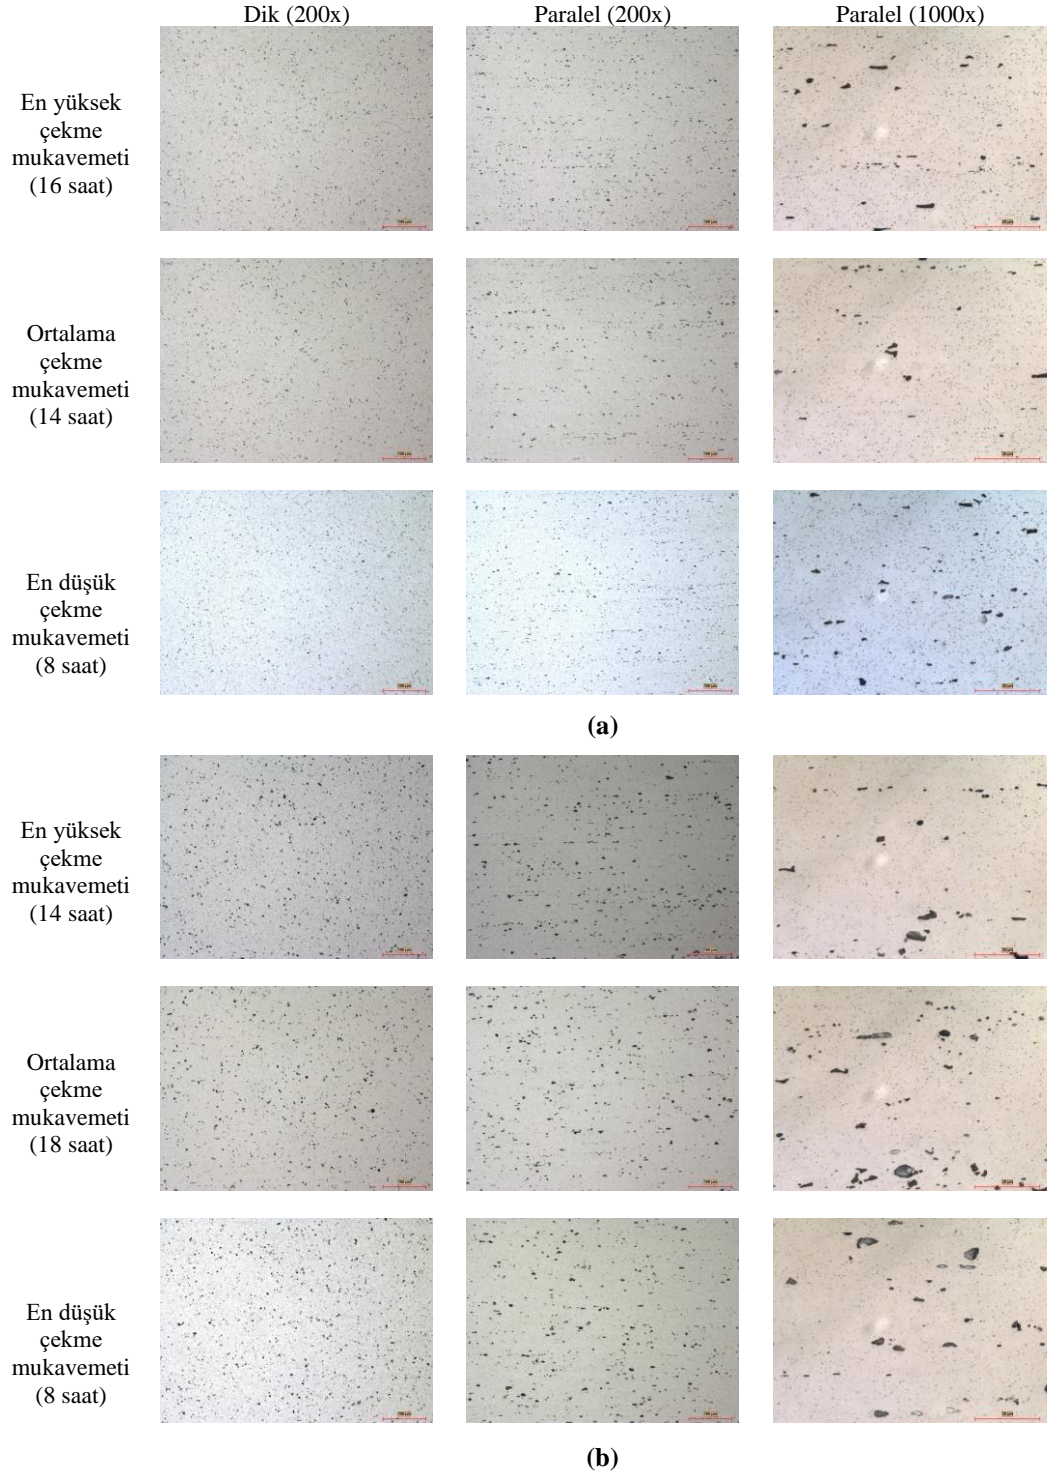 Dik (200x) Paralel (200x) Paralel (1000x)
En yüksek
çekme
mukavemeti
(16 saat)
Ortalama
çekme
mukavemeti
(14 saat)
En düşük
çekme
mukavemeti
(8 saat)
(a)
En yüksek
çekme
mukavemeti
(14 saat)
Ortalama
çekme
mukavemeti
(18 saat)
En düşük
çekme
mukavemeti
(8 saat)
(b)